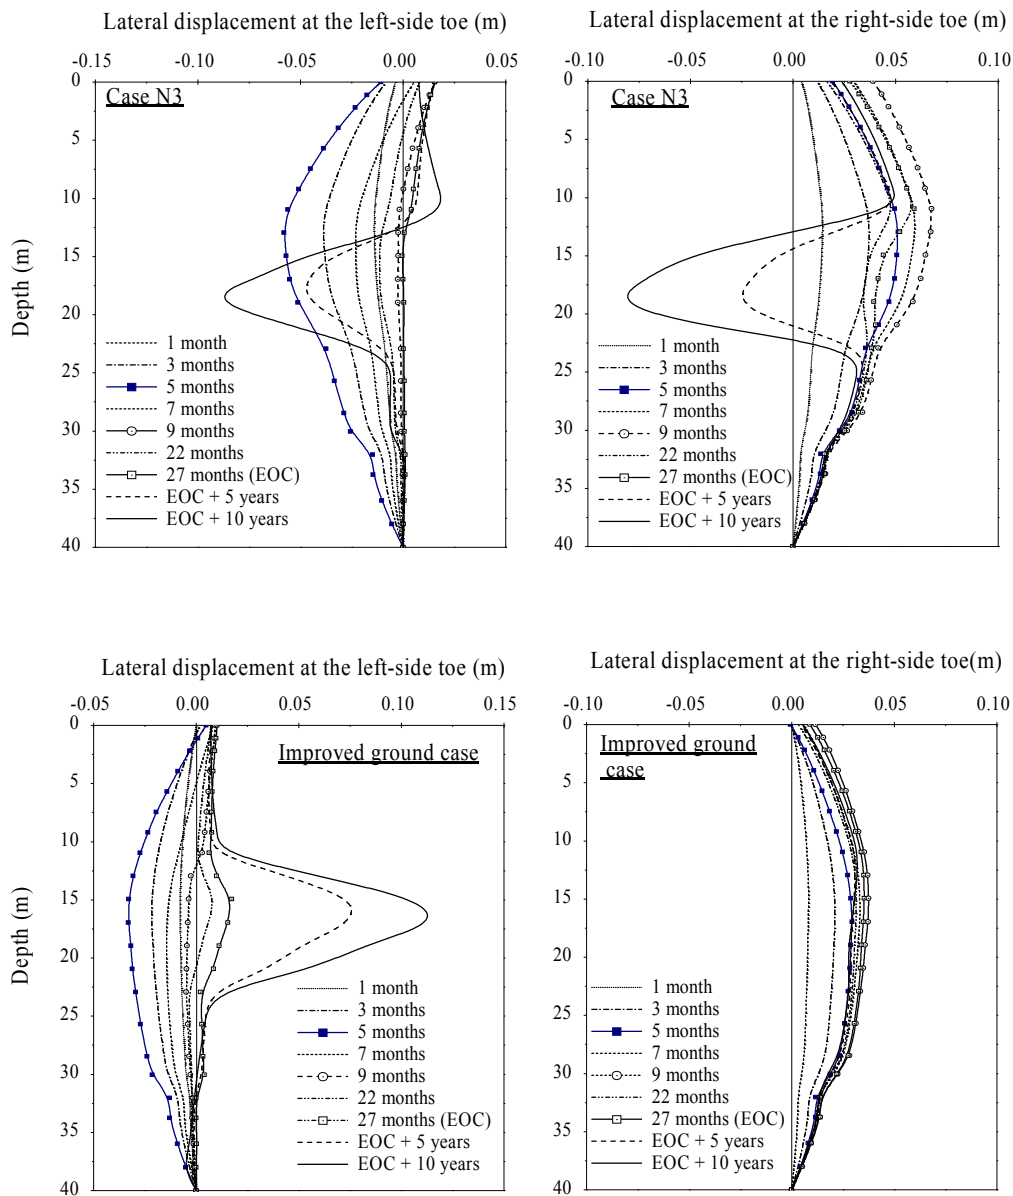 Lateral displacement at the left-side toe (m)
-0.15 -0.10 -0.05 0.00 0.05
Case N3
0
5
10
15
20
25
30
35
40
Depth (m)
1 month
3 months
5 months
7 months
9 months
22 months
27 months (EOC)
EOC + 5 years
EOC + 10 years
Lateral displacement at the right-side toe (m)
-0.10 -0.05 0.00 0.05 0.10
Case N3
0
5
10
15
20
25
30
35
40
1 month
3 months
5 months
7 months
9 months
22 months
27 months (EOC)
EOC + 5 years
EOC + 10 years
Lateral displacement at the left-side toe (m)
-0.05 0.00 0.05 0.10 0.15
Improved ground case
0
5
10
15
20
25
30
35
40
Depth (m)
1 month
3 months
5 months
7 months
9 months
22 months
27 months (EOC)
EOC + 5 years
EOC + 10 years
Lateral displacement at the right-side toe(m)
-0.10 -0.05 0.00 0.05 0.10
Improved ground
case
0
5
10
15
20
25
30
35
40
1 month
3 months
5 months
7 months
9 months
22 months
27 months (EOC)
EOC + 5 years
EOC + 10 years